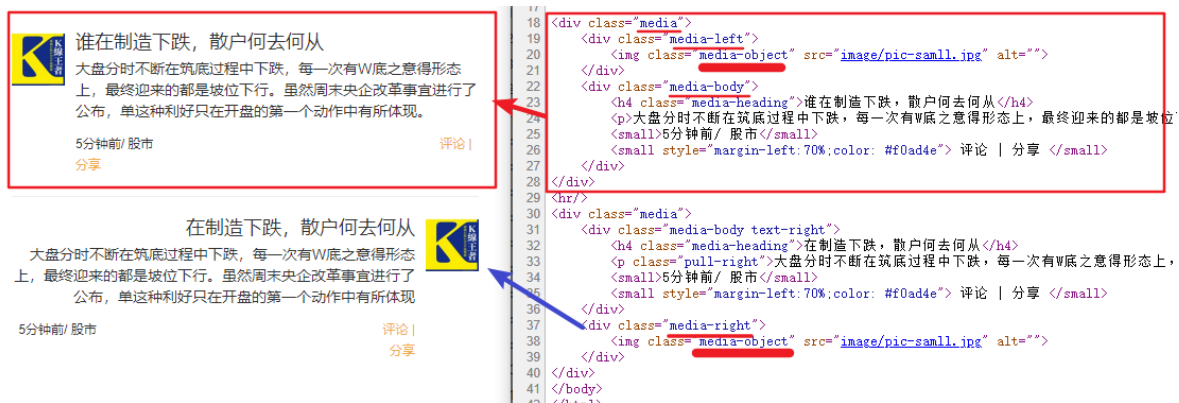 谁在制造下跌，散户何去何从
大盘分时不断在筑底过程中下跌，每一次有W底之意得形态
上，最终迎来的都是坡位下行。虽然周末央企改革事宜进行了
公布，单这种利好只在开盘的第一个动作中有所体现。
5分钟前/ 股市 评论 |
分享
在制造下跌，散户何去何从
大盘分时不断在筑底过程中下跌，每一次有W底之意得形态
上，最终迎来的都是坡位下行。虽然周末央企改革事宜进行了
公布，单这种利好只在开盘的第一个动作中有所体现
5分钟前/ 股市 评论 |
分享
K線王者
K線王者
17
18 <div class="media">
19 <div class="media-left">
20 <img class="media-object" src="image/pic-samll.jpg" alt="">
21 </div>
22 <div class="media-body">
23 <h4 class="media-heading">谁在制造下跌，散户何去何从</h4>
24 <p>大盘分时不断在筑底过程中下跌，每一次有W底之意得形态上，最终迎来的都是坡位
25 <small>5分钟前/ 股市</small>
26 <small style="margin-left:70%;color: #f0ad4e"> 评论 | 分享 </small>
27 </div>
28 </div>
29 <hr/>
30 <div class="media">
31 <div class="media-body text-right">
32 <h4 class="media-heading">在制造下跌，散户何去何从</h4>
33 <p class="pull-right">大盘分时不断在筑底过程中下跌，每一次有W底之意得形态上，
34 <small>5分钟前/ 股市</small>
35 <small style="margin-left:70%;color: #f0ad4e"> 评论 | 分享 </small>
36 </div>
37 <div class="media-right">
38 <img class="media-object" src="image/pic-samll.jpg" alt="">
39 </div>
40 </div>
41 </body>
42 </html>